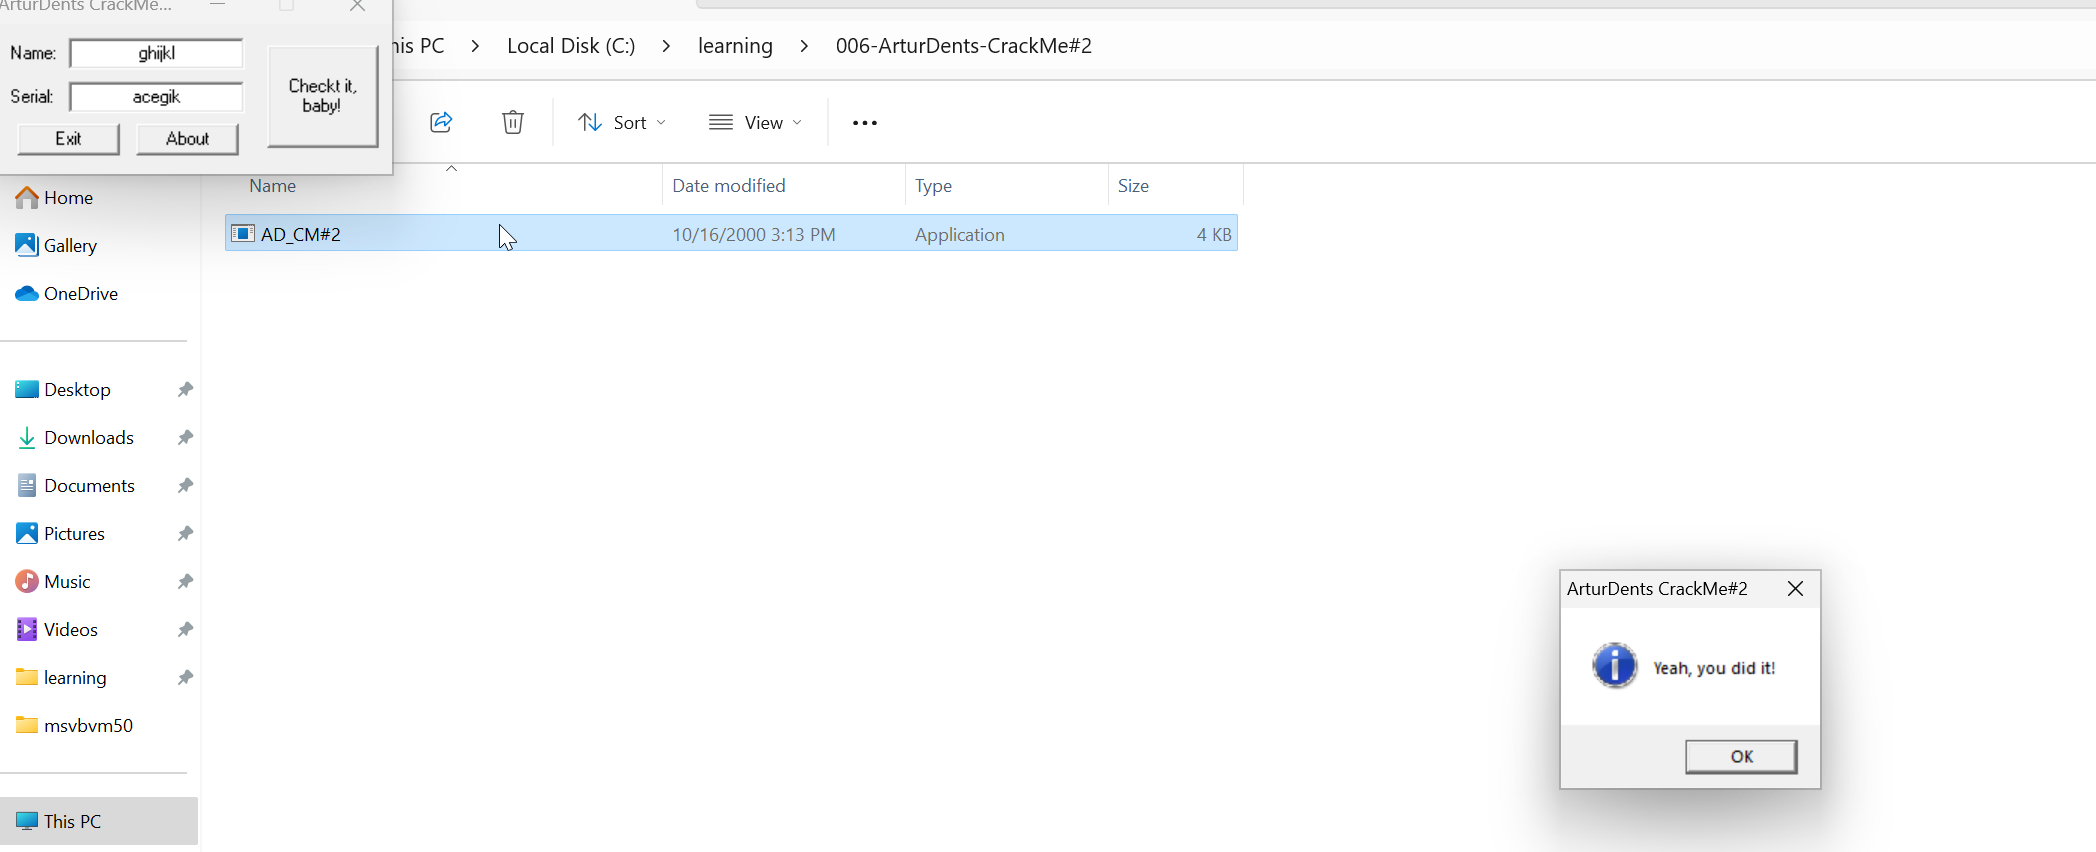 ArturDents CrackMe...
Name: ghijkl
Serial: acegik
Checkt it,
baby!
Exit About
his PC > Local Disk (C:) > learning > 006-ArturDents-CrackMe#2
Sort View
Name Date modified Type Size
AD_CM#2 10/16/2000 3:13 PM Application 4 KB
Home
Gallery
OneDrive
Desktop
Downloads
Documents
Pictures
Music
Videos
learning
msvbvm50
This PC
ArturDents CrackMe#2
Yeah, you did it!
OK